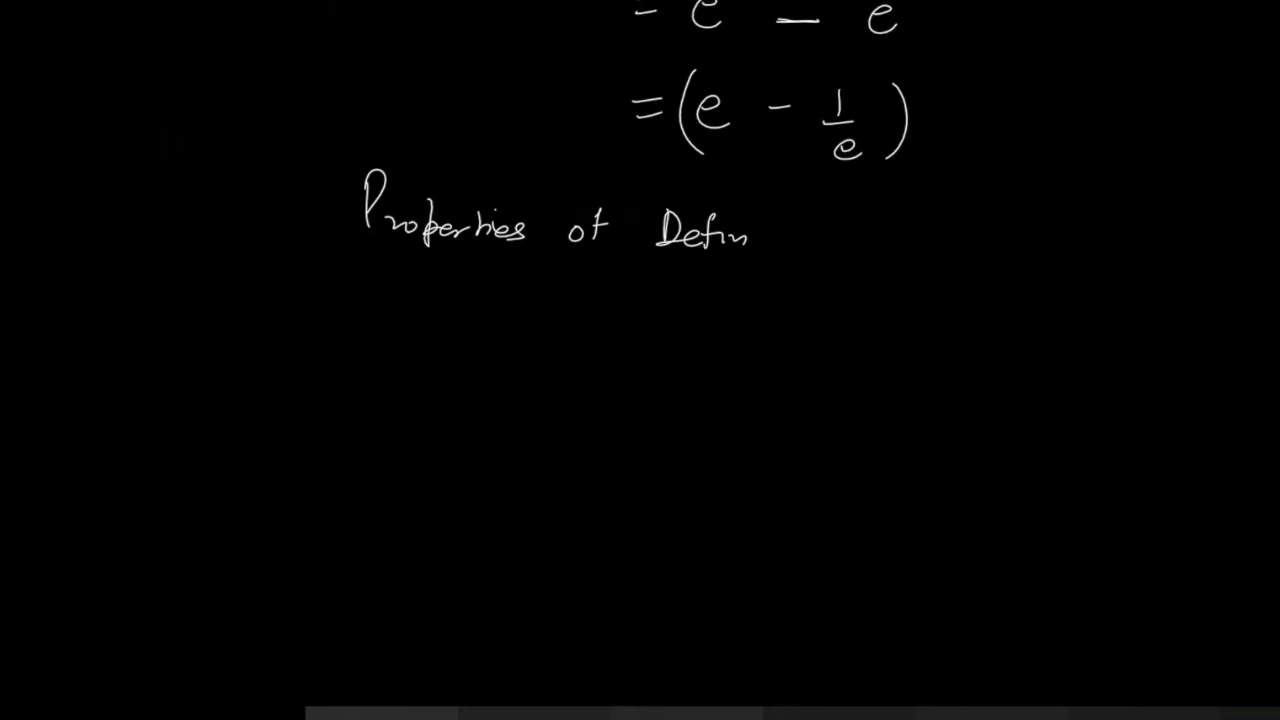 = e - e
= (e - 1/e)
Properties of Defin